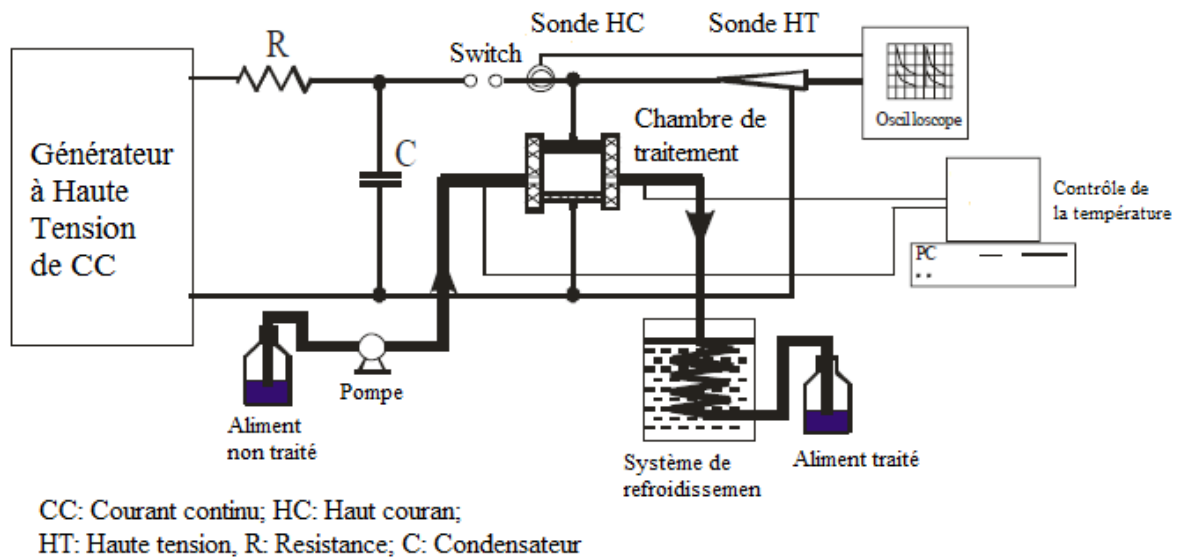 Sonde HC
Sonde HT
R
Switch
Oscilloscope
Générateur
à Haute
Tension
de CC
C
Chambre de
traitement
Contrôle de
la température
PC
Pompe
Aliment
non traité
Système de
refroidissemen
Aliment traité
CC: Courant continu; HC: Haut couran;
HT: Haute tension, R: Resistance; C: Condensateur